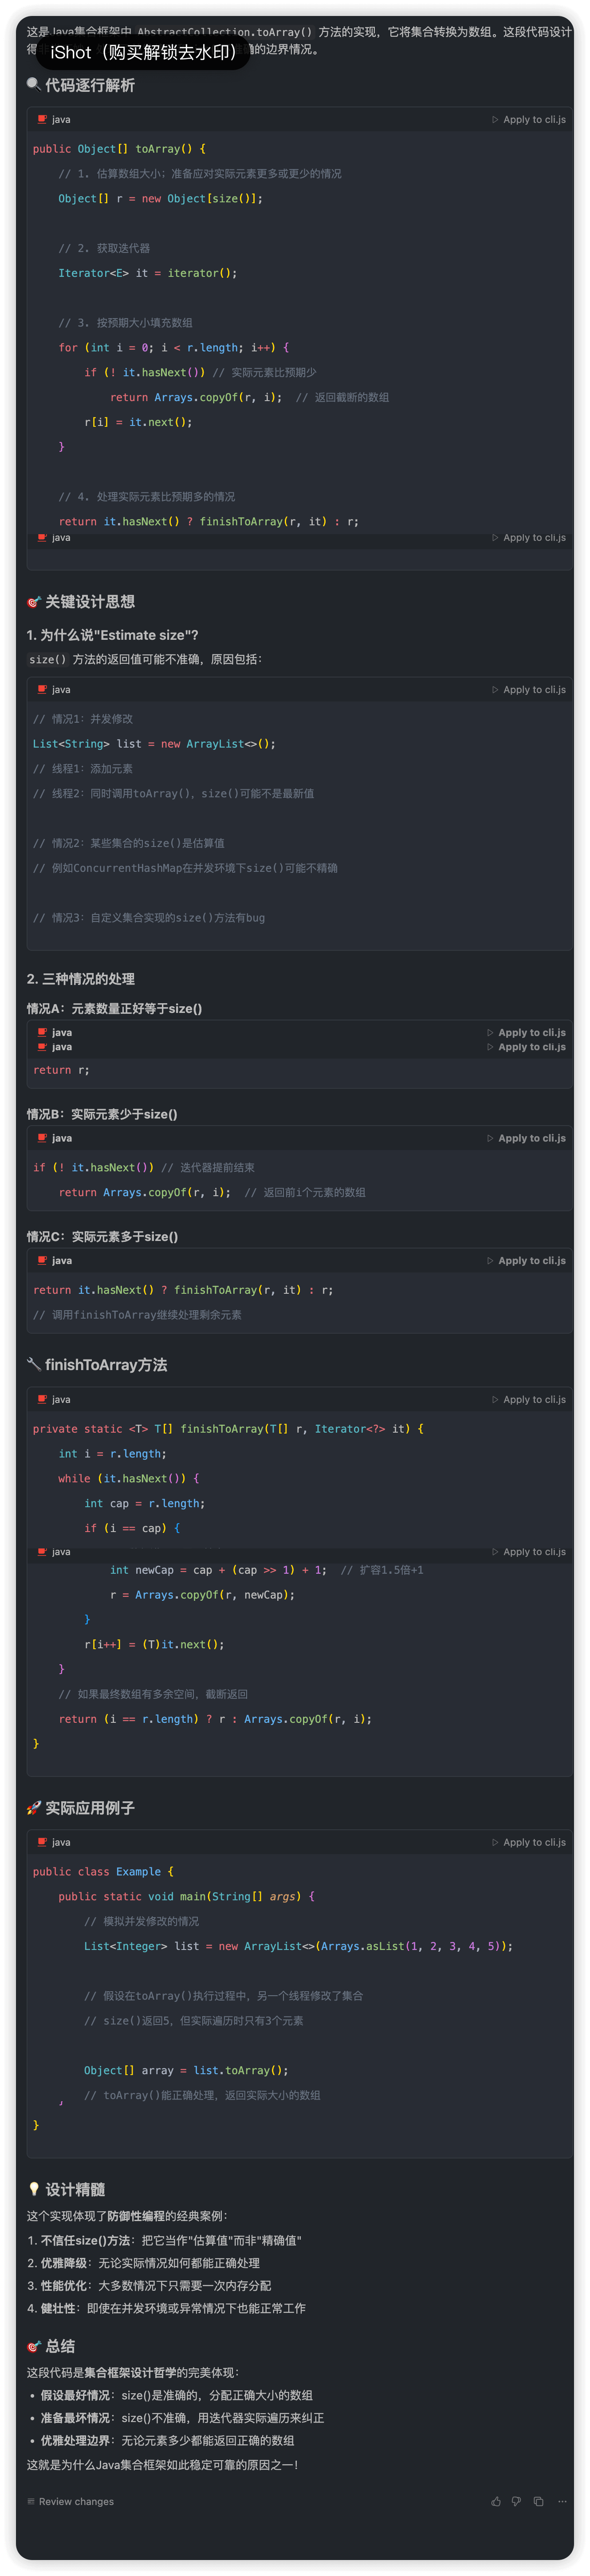 这是Java集合框架中 AbstractCollection.toArray() 方法的实现，它将集合转换为数组。这段代码设计
得非
iShot（购买解锁去水印）
确的边界情况。
🔍 代码逐行解析
java
Apply to cli.js
public Object[] toArray() {
// 1. 估算数组大小；准备应对实际元素更多或更少的情况
Object[] r = new Object[size()];
// 2. 获取迭代器
Iterator<E> it = iterator();
// 3. 按预期大小填充数组
for (int i = 0; i < r.length; i++) {
if (! it.hasNext()) // 实际元素比预期少
return Arrays.copyOf(r, i);  // 返回截断的数组
r[i] = it.next();
}
// 4. 处理实际元素比预期多的情况
return it.hasNext() ? finishToArray(r, it) : r;
java
Apply to cli.js
🎯 关键设计思想
1. 为什么说"Estimate size"?
size() 方法的返回值可能不准确，原因包括：
java
Apply to cli.js
// 情况1：并发修改
List<String> list = new ArrayList<>();
// 线程1：添加元素
// 线程2：同时调用toArray()，size()可能不是最新值
// 情况2：某些集合的size()是估算值
// 例如ConcurrentHashMap在并发环境下size()可能不精确
// 情况3：自定义集合实现的size()方法有bug
2. 三种情况的处理
情况A：元素数量正好等于size()
java
Apply to cli.js
java
Apply to cli.js
return r;
情况B：实际元素少于size()
java
Apply to cli.js
if (! it.hasNext()) // 迭代器提前结束
return Arrays.copyOf(r, i);  // 返回前i个元素的数组
情况C：实际元素多于size()
java
Apply to cli.js
return it.hasNext() ? finishToArray(r, it) : r;
// 调用finishToArray继续处理剩余元素
🔧 finishToArray方法
java
Apply to cli.js
private static <T> T[] finishToArray(T[] r, Iterator<?> it) {
int i = r.length;
while (it.hasNext()) {
int cap = r.length;
if (i == cap) {
java
Apply to cli.js
int newCap = cap + (cap >> 1) + 1;  // 扩容1.5倍+1
r = Arrays.copyOf(r, newCap);
}
r[i++] = (T)it.next();
}
// 如果最终数组有多余空间，截断返回
return (i == r.length) ? r : Arrays.copyOf(r, i);
}
🚀 实际应用例子
java
Apply to cli.js
public class Example {
public static void main(String[] args) {
// 模拟并发修改的情况
List<Integer> list = new ArrayList<>(Arrays.asList(1, 2, 3, 4, 5));
// 假设在toArray()执行过程中，另一个线程修改了集合
// size()返回5，但实际遍历时只有3个元素
Object[] array = list.toArray();
// toArray()能正确处理，返回实际大小的数组
}
💡 设计精髓
这个实现体现了防御性编程的经典案例：
1. 不信任size()方法：把它当作"估算值"而非"精确值"
2. 优雅降级：无论实际情况如何都能正确处理
3. 性能优化：大多数情况下只需要一次内存分配
4. 健壮性：即使在并发环境或异常情况下也能正常工作
🎯 总结
这段代码是集合框架设计哲学的完美体现：
• 假设最好情况：size()是准确的，分配正确大小的数组
• 准备最坏情况：size()不准确，用迭代器实际遍历来纠正
• 优雅处理边界：无论元素多少都能返回正确的数组
这就是为什么Java集合框架如此稳定可靠的原因之一！
Review changes